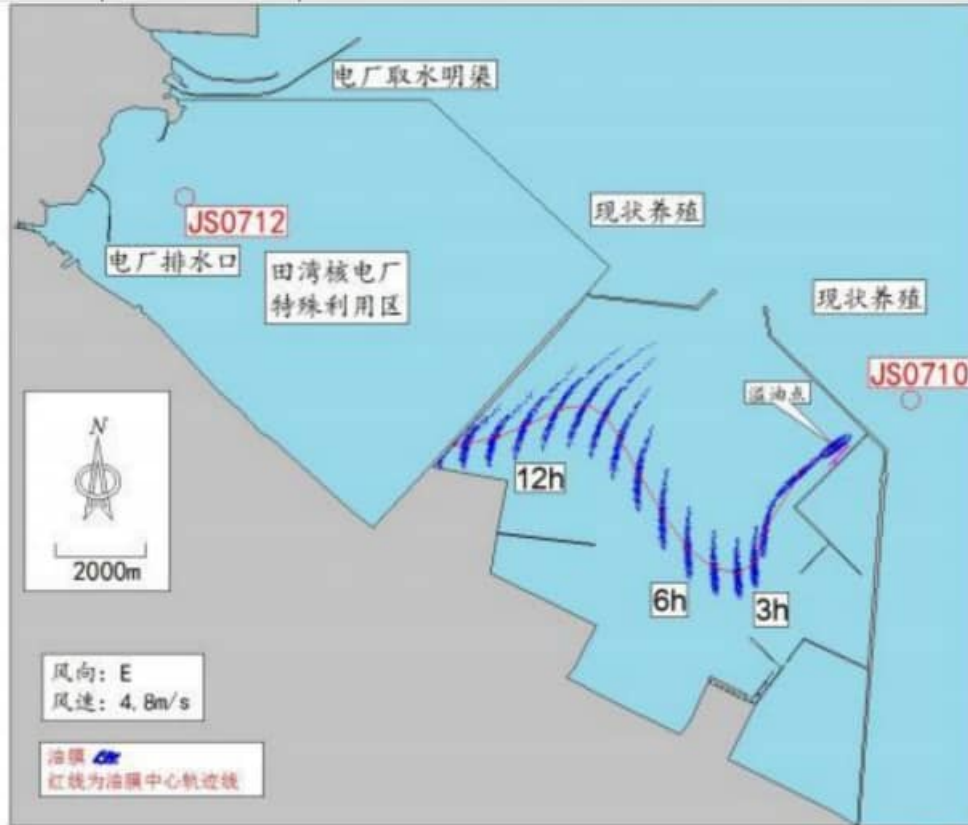 电厂取水明渠
现状养殖
JS0712
电厂排水口
田湾核电厂
特殊利用区
现状养殖
JS0710
溢油点
N
12h
2000m
6h
3h
风向: E
风速: 4.8m/s
油膜
红线为油膜中心轨迹线